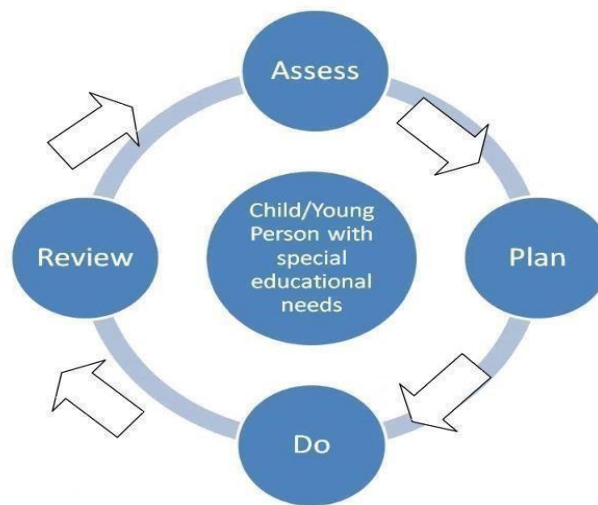 Assess
Child/Young
Person with
special
educational
needs
Review
Plan
Do